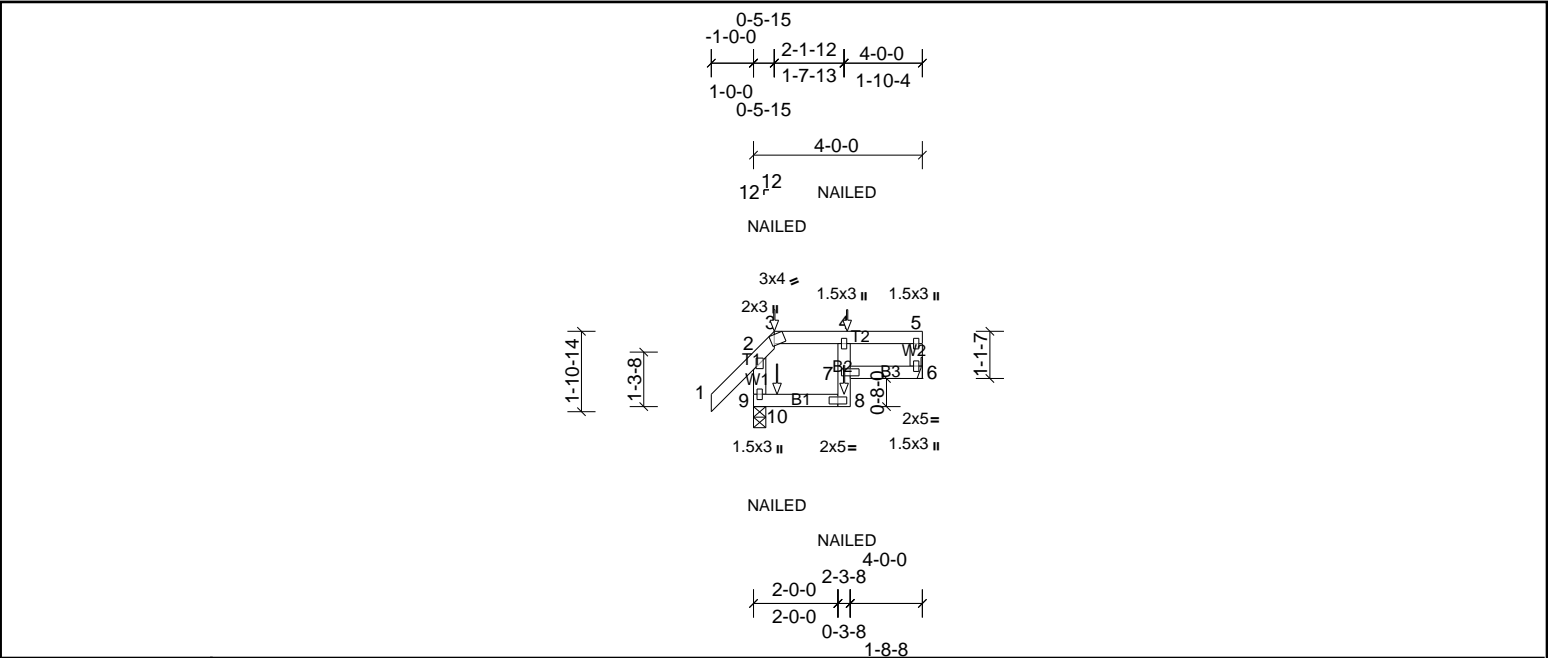 0-5-15
-1-0-0
2-1-12
4-0-0
1-7-13
1-10-4
1-0-0
0-5-15
4-0-0
12
12
NAILED
NAILED
3x4
1.5x3
1.5x3
2x3
3
4
5
2
T2
T1
W2
B2
1-10-14
1-3-8
W1
7
B3
6
1-1-7
1
9
B1
8
0-8-0
10
2x5
1.5x3
2x5
1.5x3
NAILED
NAILED
4-0-0
2-3-8
2-0-0
2-0-0
0-3-8
1-8-8